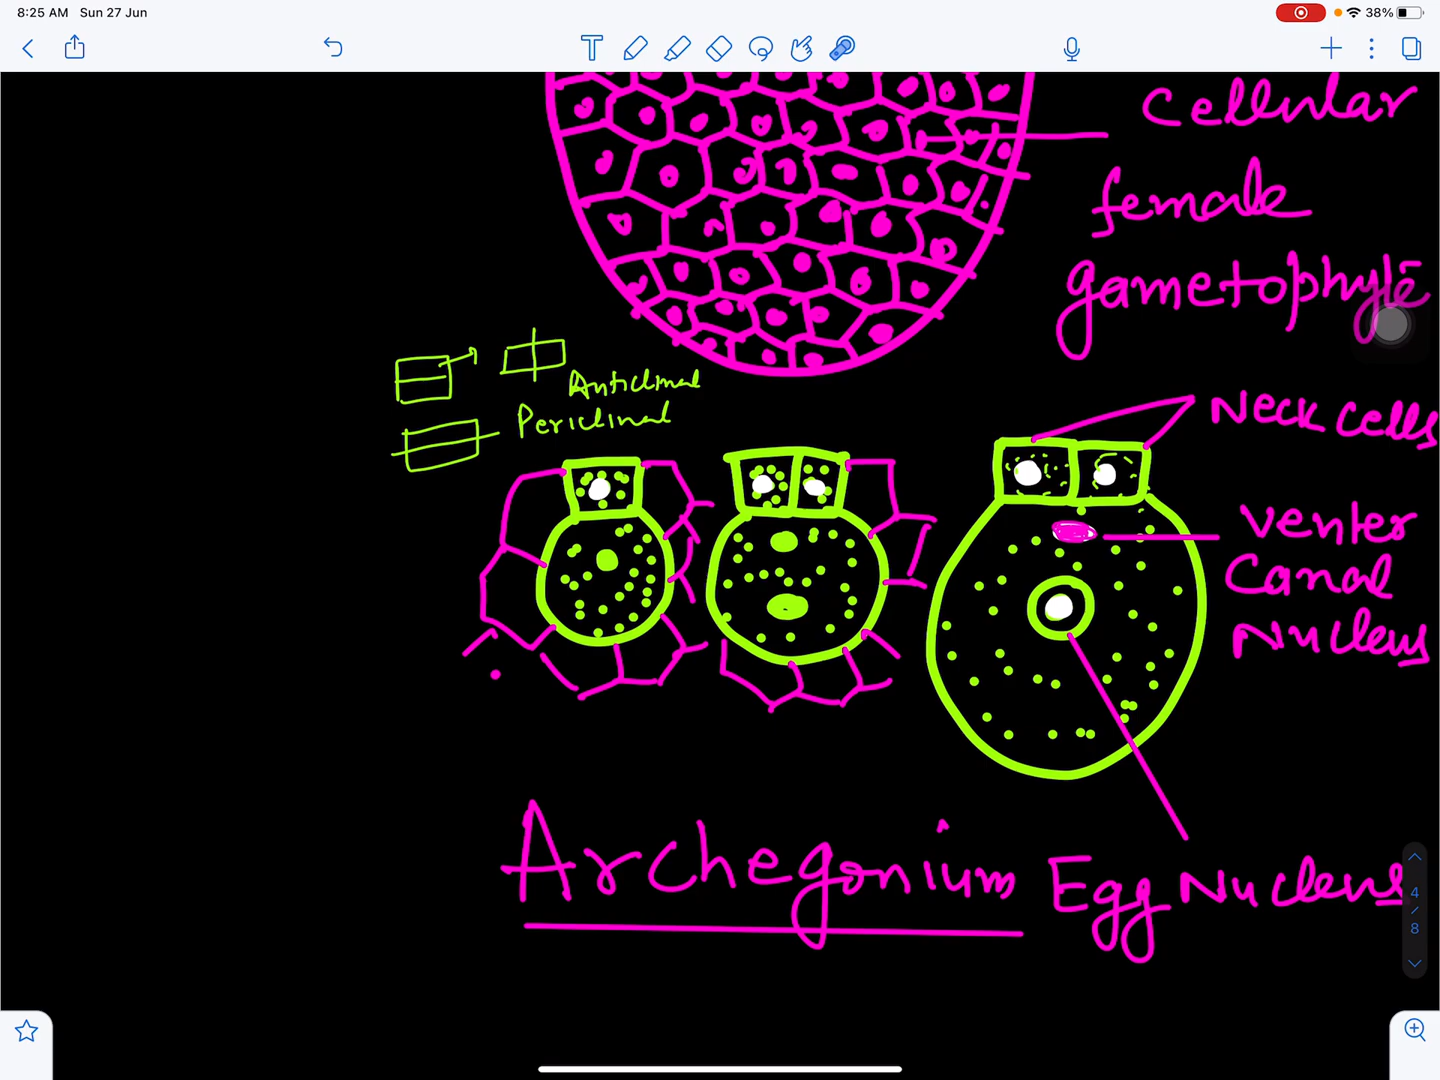 8:25 AM Sun 27 Jun
38%
T
Cellular
female
gametophyte
Anticlinal
Periclinal
Neck Cells
Venter
Canal
Nucleus
Archegonium
Egg Nucleus
4
/
8